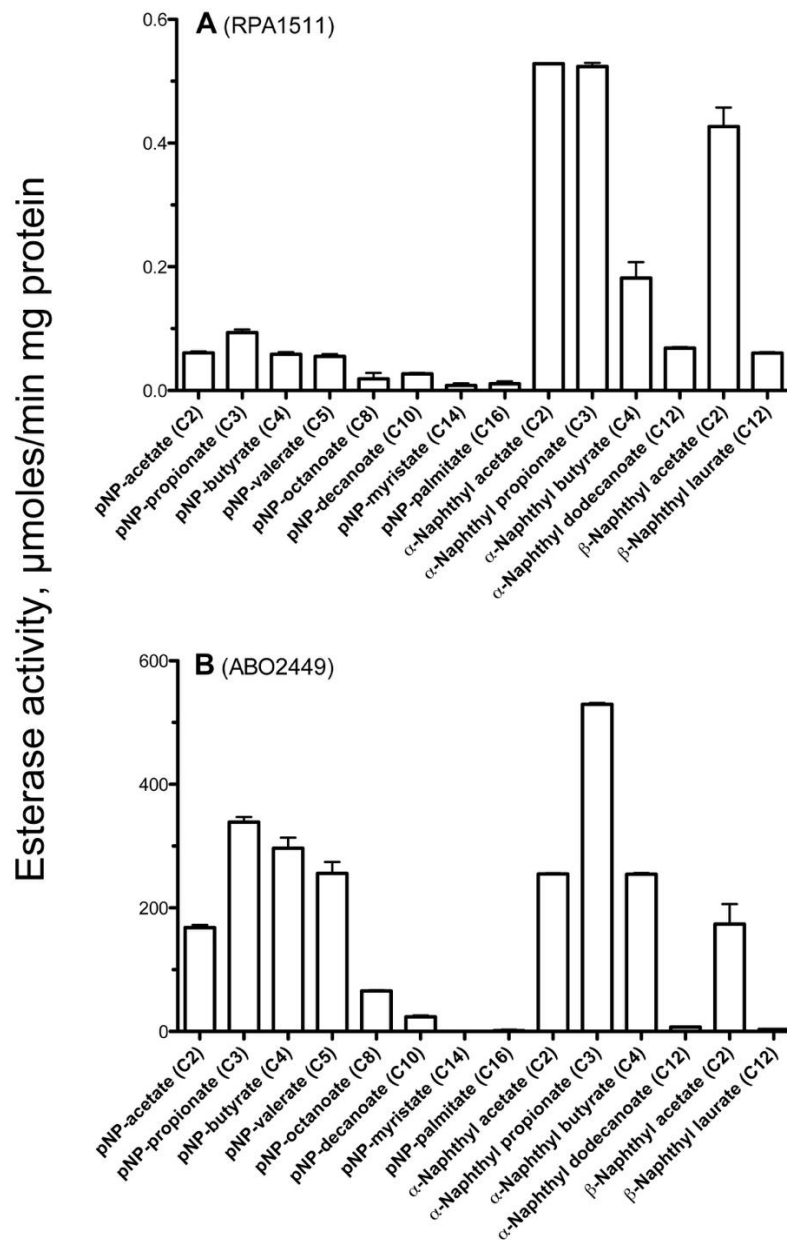 Esterase activity, µmoles/min mg protein
A (RPA1511)
0.6
0.4
0.2
0.0
pNP-acetate (C2)
pNP-propionate (C3)
pNP-butyrate (C4)
pNP-valerate (C5)
pNP-octanoate (C8)
pNP-decanoate (C10)
pNP-myristate (C14)
pNP-palmitate (C16)
α-Naphthyl acetate (C2)
α-Naphthyl propionate (C3)
α-Naphthyl butyrate (C4)
α-Naphthyl dodecanoate (C12)
β-Naphthyl acetate (C2)
β-Naphthyl laurate (C12)
B (ABO2449)
600
400
200
0
pNP-acetate (C2)
pNP-propionate (C3)
pNP-butyrate (C4)
pNP-valerate (C5)
pNP-octanoate (C8)
pNP-decanoate (C10)
pNP-myristate (C14)
pNP-palmitate (C16)
α-Naphthyl acetate (C2)
α-Naphthyl propionate (C3)
α-Naphthyl butyrate (C4)
α-Naphthyl dodecanoate (C12)
β-Naphthyl acetate (C2)
β-Naphthyl laurate (C12)